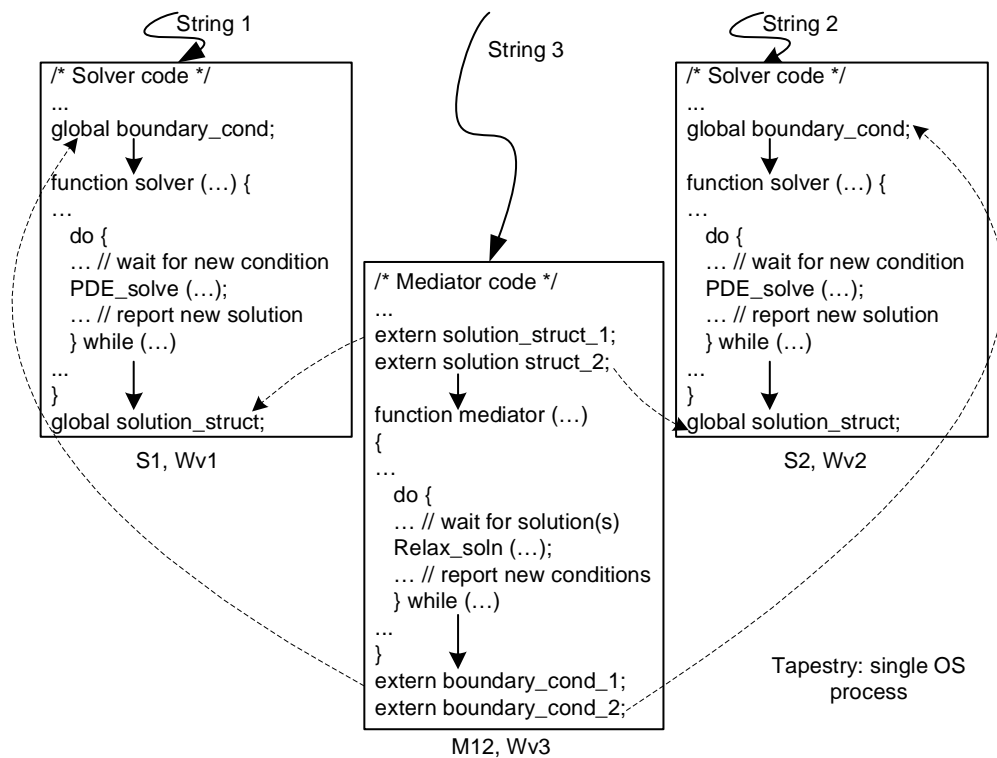 String 1
/* Solver code */
...
global boundary_cond;
function solver (…) {
…
do {
… // wait for new condition
PDE_solve (…);
… // report new solution
} while (…)
...
}
global solution_struct;
S1, Wv1
String 3
/* Mediator code */
...
extern solution_struct_1;
extern solution struct_2;
function mediator (…)
{
…
do {
… // wait for solution(s)
Relax_soln (…);
… // report new conditions
} while (…)
...
}
extern boundary_cond_1;
extern boundary_cond_2;
M12, Wv3
String 2
/* Solver code */
...
global boundary_cond;
function solver (…) {
…
do {
… // wait for new condition
PDE_solve (…);
… // report new solution
} while (…)
...
}
global solution_struct;
S2, Wv2
Tapestry: single OS
process